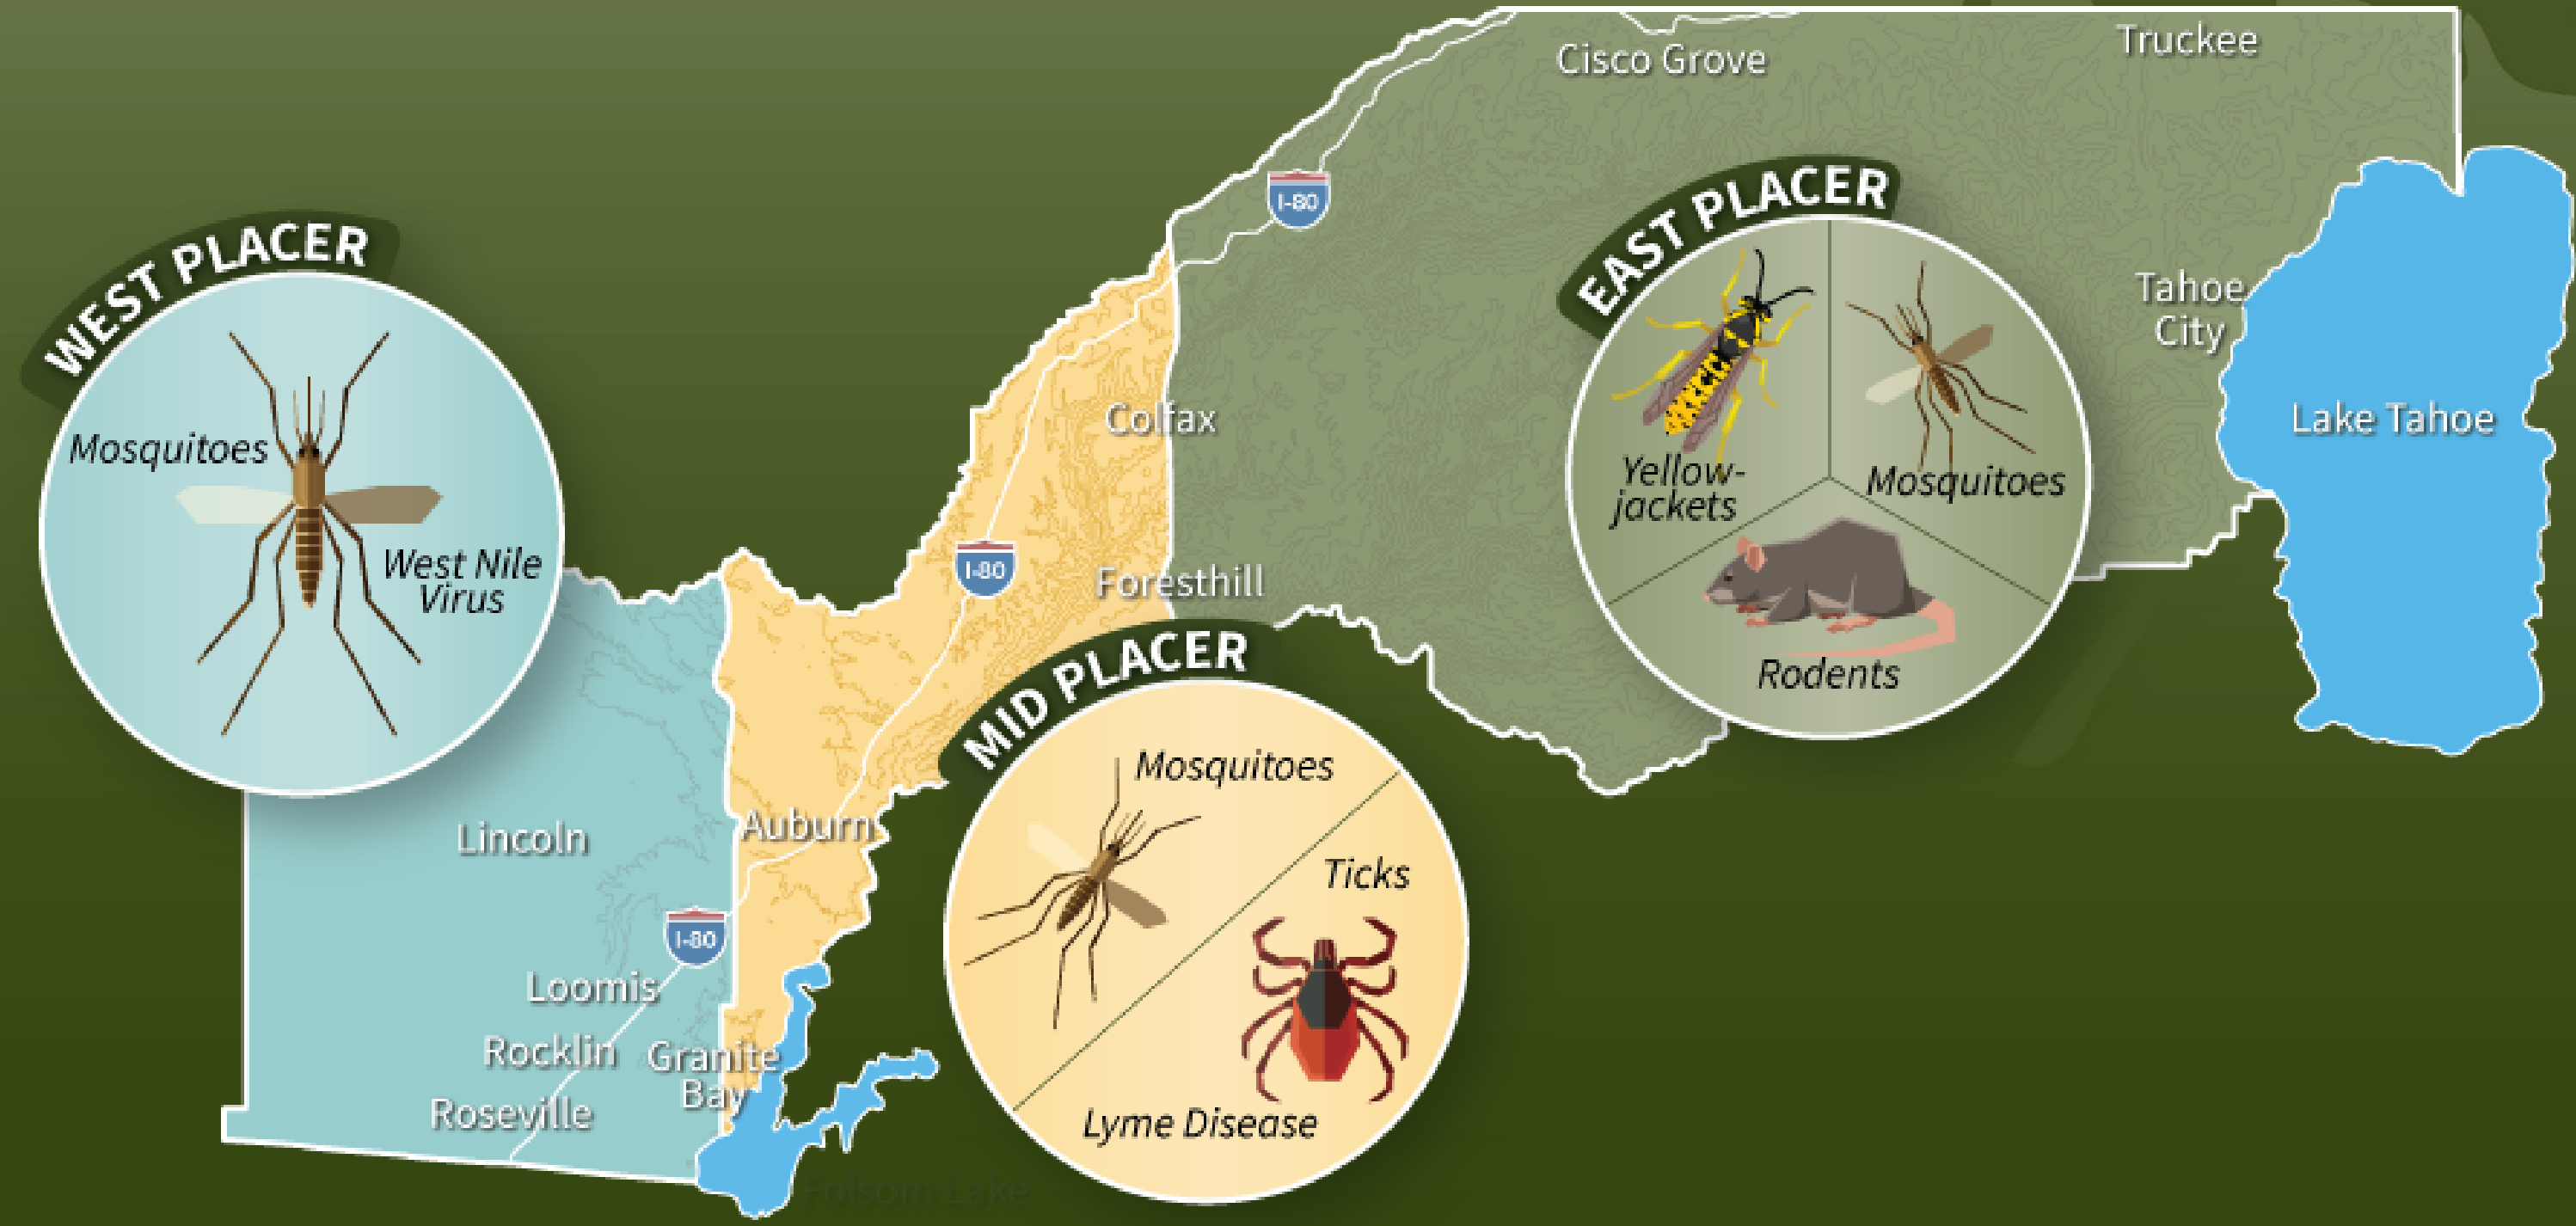 Cisco Grove
Truckee
I-80
EAST PLACER
WEST PLACER
Tahoe
City
Lake Tahoe
Colfax
Mosquitoes
West Nile
Virus
Yellow-
jackets
Mosquitoes
Rodents
I-80
Foresthill
MID PLACER
Mosquitoes
Ticks
Lyme Disease
Lincoln
Auburn
I-80
Loomis
Rocklin
Granite
Bay
Roseville
Folsom Lake